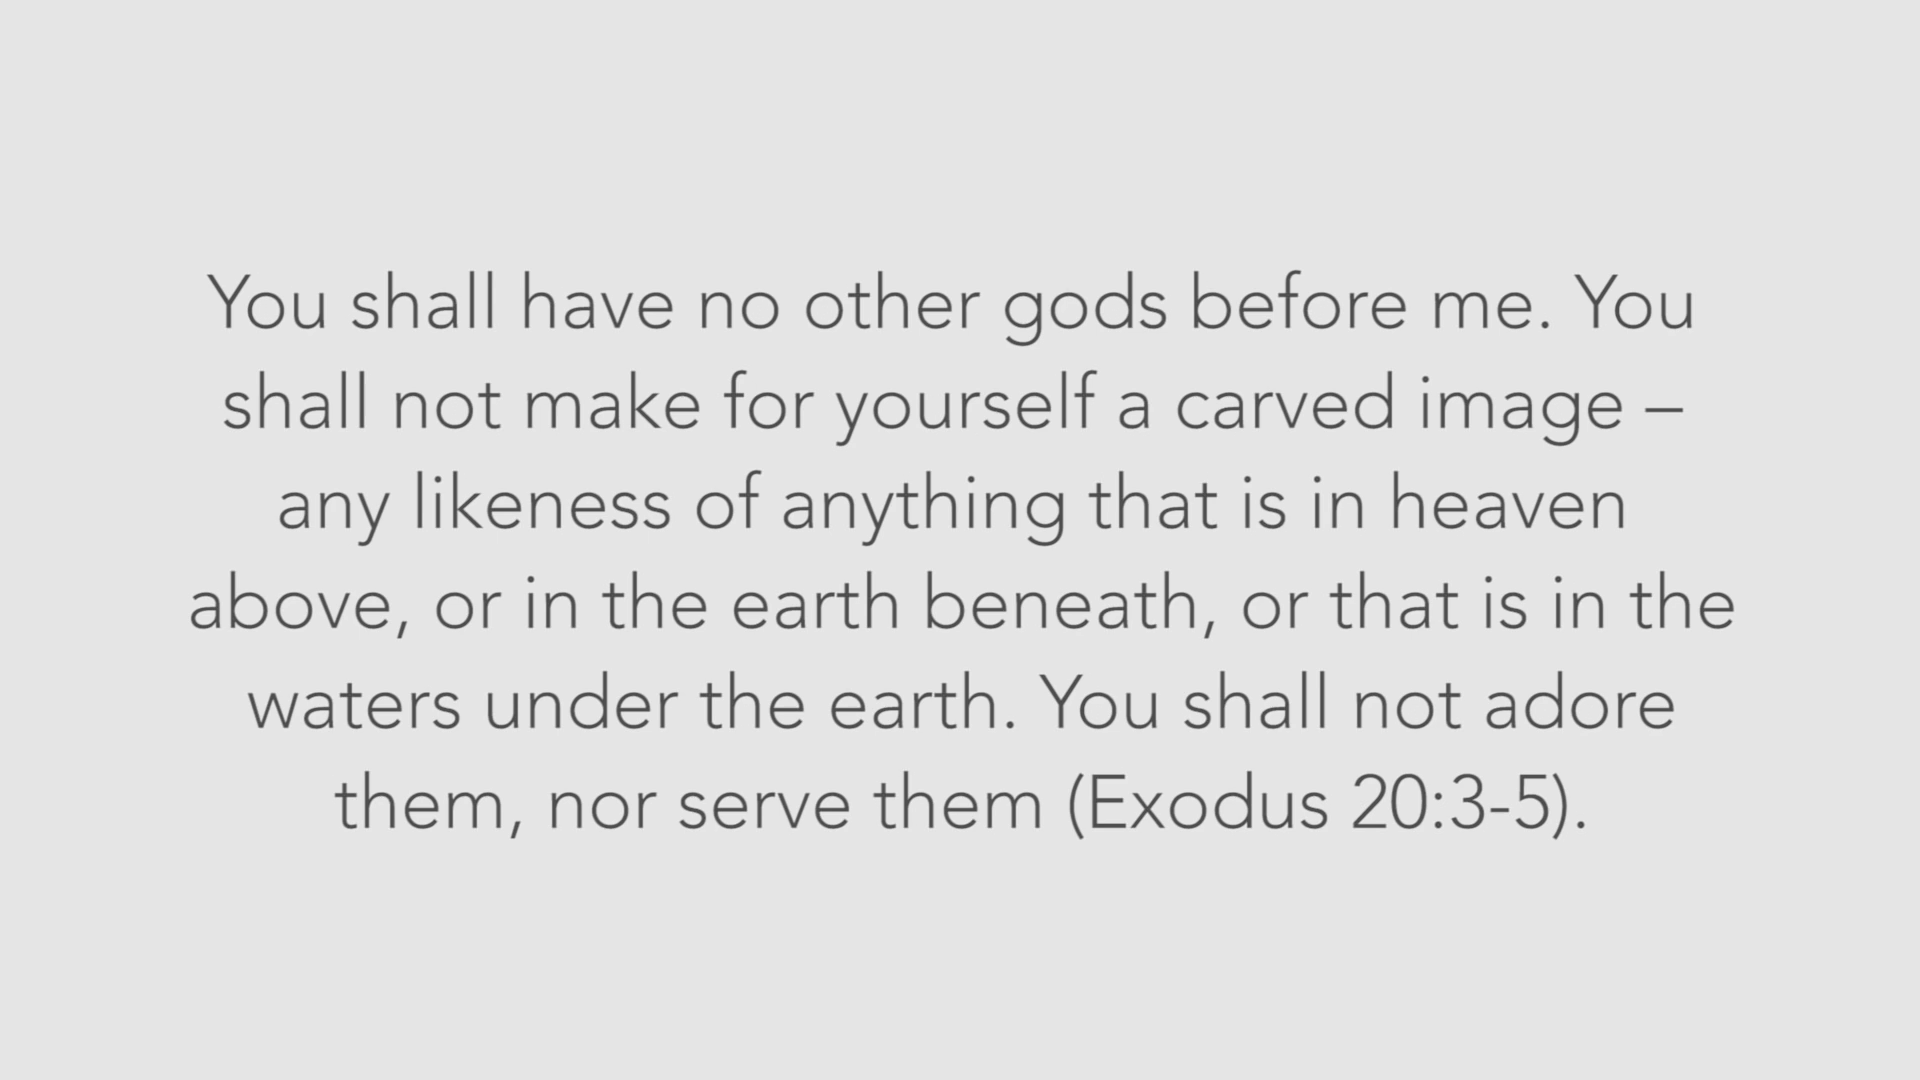 You shall have no other gods before me. You
shall not make for yourself a carved image –
any likeness of anything that is in heaven
above, or in the earth beneath, or that is in the
waters under the earth. You shall not adore
them, nor serve them (Exodus 20:3-5).